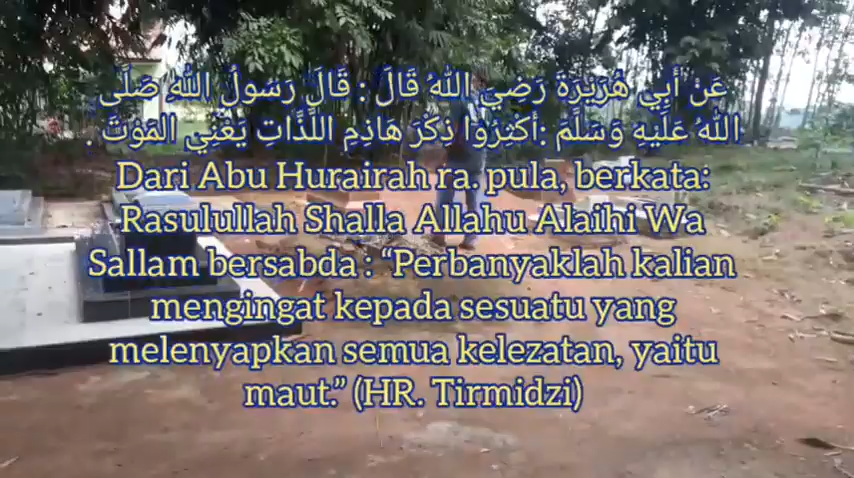 عَنْ أَبِي هُرَيْرَةَ رَضِيَ اللهُ قَالَ : قَالَ رَسُولُ اللهِ صَلَّى
اللهُ عَلَيْهِ وَسَلَّمَ :أَكْثِرُوا ذِكْرَ هَاذِمِ اللَّذَّاتِ يَعْنِي المَوْتَ .
Dari Abu Hurairah ra. pula, berkata:
Rasulullah Shalla Allahu Alaihi Wa
Sallam bersabda : “Perbanyaklah kalian
mengingat kepada sesuatu yang
melenyapkan semua kelezatan, yaitu
maut.” (HR. Tirmidzi)